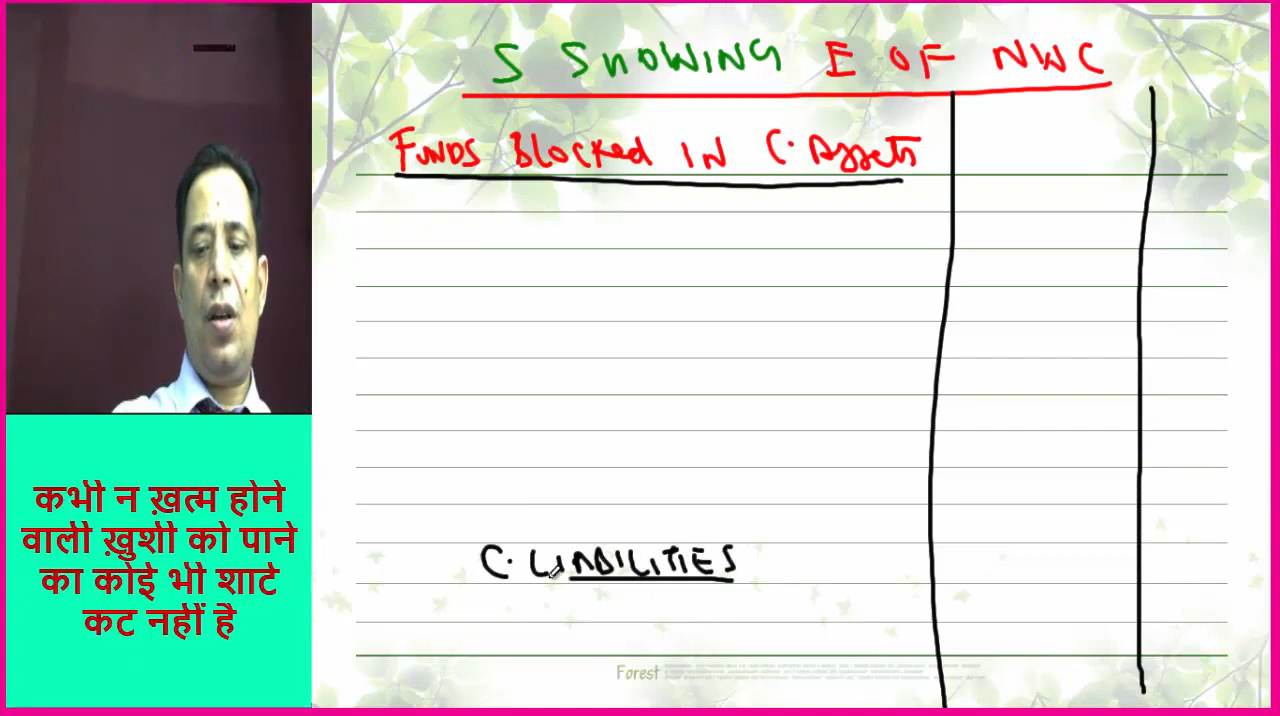 S SHOWING E OF NWC
Funds Blocked IN C. Assets
C. LIABILITIES
कभी न ख़त्म होने
वाली ख़ुशी को पाने
का कोई भी शार्ट
कट नहीं है
Forest